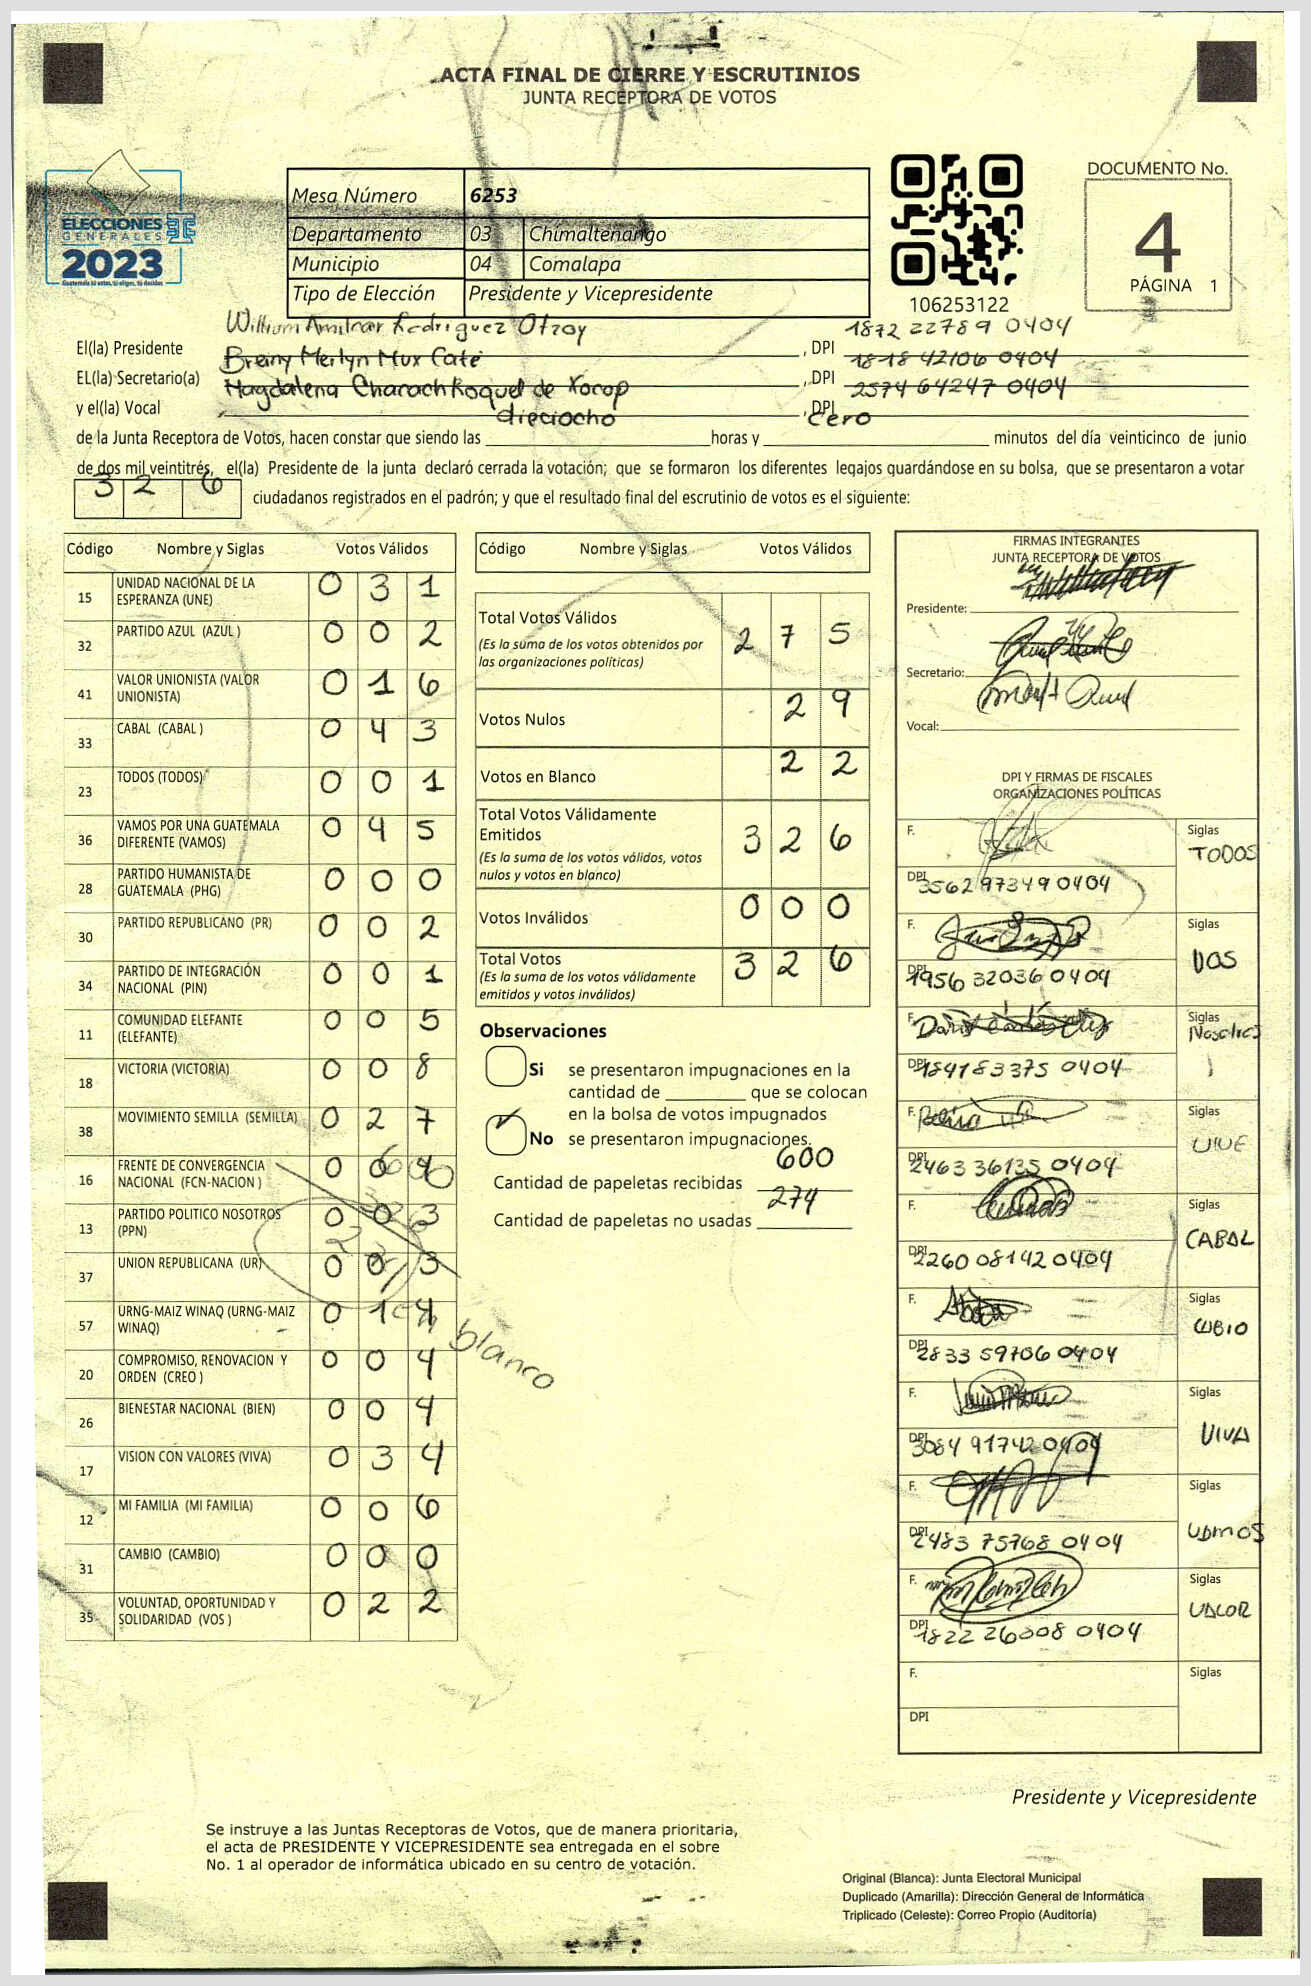 ACTA FINAL DE CIERRE Y ESCRUTINIOS
JUNTA RECEPTORA DE VOTOS
ELECCIONES
GENERALES
2023
Guatemala tú votas, tú eliges, tú decides
Mesa Número 6253
Departamento 03 Chimaltenango
Municipio 04 Comalapa
Tipo de Elección Presidente y Vicepresidente
106253122
DOCUMENTO No.
4
PÁGINA 1
El(la) Presidente William Amilcar Rodriguez Otzoy, DPI 1872 22789 0404
EL(la) Secretario(a) Breiny Merlyn Mux Caté, DPI 1818 42106 0404
y el(la) Vocal Magdalena Charach Roquel de Xocop, DPI 2574 64247 0404
de la Junta Receptora de Votos, hacen constar que siendo las dieciocho horas y cero minutos del día veinticinco de junio
de dos mil veintitrés, el(la) Presidente de la junta declaró cerrada la votación; que se formaron los diferentes legajos guardándose en su bolsa, que se presentaron a votar
3 2 6 ciudadanos registrados en el padrón; y que el resultado final del escrutinio de votos es el siguiente:
Código Nombre y Siglas Votos Válidos
15 UNIDAD NACIONAL DE LA ESPERANZA (UNE) 0 3 1
32 PARTIDO AZUL (AZUL ) 0 0 2
41 VALOR UNIONISTA (VALOR UNIONISTA) 0 1 6
33 CABAL (CABAL ) 0 4 3
23 TODOS (TODOS) 0 0 1
36 VAMOS POR UNA GUATEMALA DIFERENTE (VAMOS) 0 4 5
28 PARTIDO HUMANISTA DE GUATEMALA (PHG) 0 0 0
30 PARTIDO REPUBLICANO (PR) 0 0 2
34 PARTIDO DE INTEGRACIÓN NACIONAL (PIN) 0 0 1
11 COMUNIDAD ELEFANTE (ELEFANTE) 0 0 5
18 VICTORIA (VICTORIA) 0 0 8
38 MOVIMIENTO SEMILLA (SEMILLA) 0 2 7
16 FRENTE DE CONVERGENCIA NACIONAL (FCN-NACION ) 0 0 4
13 PARTIDO POLITICO NOSOTROS (PPN) 0 0 3
37 UNION REPUBLICANA (UR) 0 0 3
57 URNG-MAIZ WINAQ (URNG-MAIZ WINAQ) 0 1 4
blanco
20 COMPROMISO, RENOVACION Y ORDEN (CREO ) 0 0 4
26 BIENESTAR NACIONAL (BIEN) 0 0 4
17 VISION CON VALORES (VIVA) 0 3 4
12 MI FAMILIA (MI FAMILIA) 0 0 6
31 CAMBIO (CAMBIO) 0 0 0
35 VOLUNTAD, OPORTUNIDAD Y SOLIDARIDAD (VOS ) 0 2 2
Código Nombre y Siglas Votos Válidos
Total Votos Válidos 2 7 5
(Es la suma de los votos obtenidos por
las organizaciones políticas)
Votos Nulos 2 9
Votos en Blanco 2 2
Total Votos Válidamente
Emitidos 3 2 6
(Es la suma de los votos válidos, votos
nulos y votos en blanco)
Votos Inválidos 0 0 0
Total Votos 3 2 6
(Es la suma de los votos válidamente
emitidos y votos inválidos)
Observaciones
Si se presentaron impugnaciones en la
cantidad de ________ que se colocan
en la bolsa de votos impugnados
No se presentaron impugnaciones.
Cantidad de papeletas recibidas 600
Cantidad de papeletas no usadas 274
FIRMAS INTEGRANTES
JUNTA RECEPTORA DE VOTOS
Presidente:
Secretario:
Vocal:
DPI Y FIRMAS DE FISCALES
ORGANIZACIONES POLÍTICAS
F. Siglas TODOS
DPI 3562 97349 0404
F. Siglas VOS
DPI 1956 32036 0404
F. Siglas Nosotros
DPI 1841 83375 0404
F. Siglas
DPI 2463 36135 0404
F. Siglas CABAL
DPI 2260 08142 0404
F. Siglas
DPI 2833 59706 0404
F. Siglas VIVA
DPI 3084 91742 0404
F. Siglas VAMOS
DPI 2483 75768 0404
F. Siglas VALOR
DPI 1822 26008 0404
F. Siglas
DPI
Presidente y Vicepresidente
Se instruye a las Juntas Receptoras de Votos, que de manera prioritaria,
el acta de PRESIDENTE Y VICEPRESIDENTE sea entregada en el sobre
No. 1 al operador de informática ubicado en su centro de votación.
Original (Blanca): Junta Electoral Municipal
Duplicado (Amarilla): Dirección General de Informática
Triplicado (Celeste): Correo Propio (Auditoría)